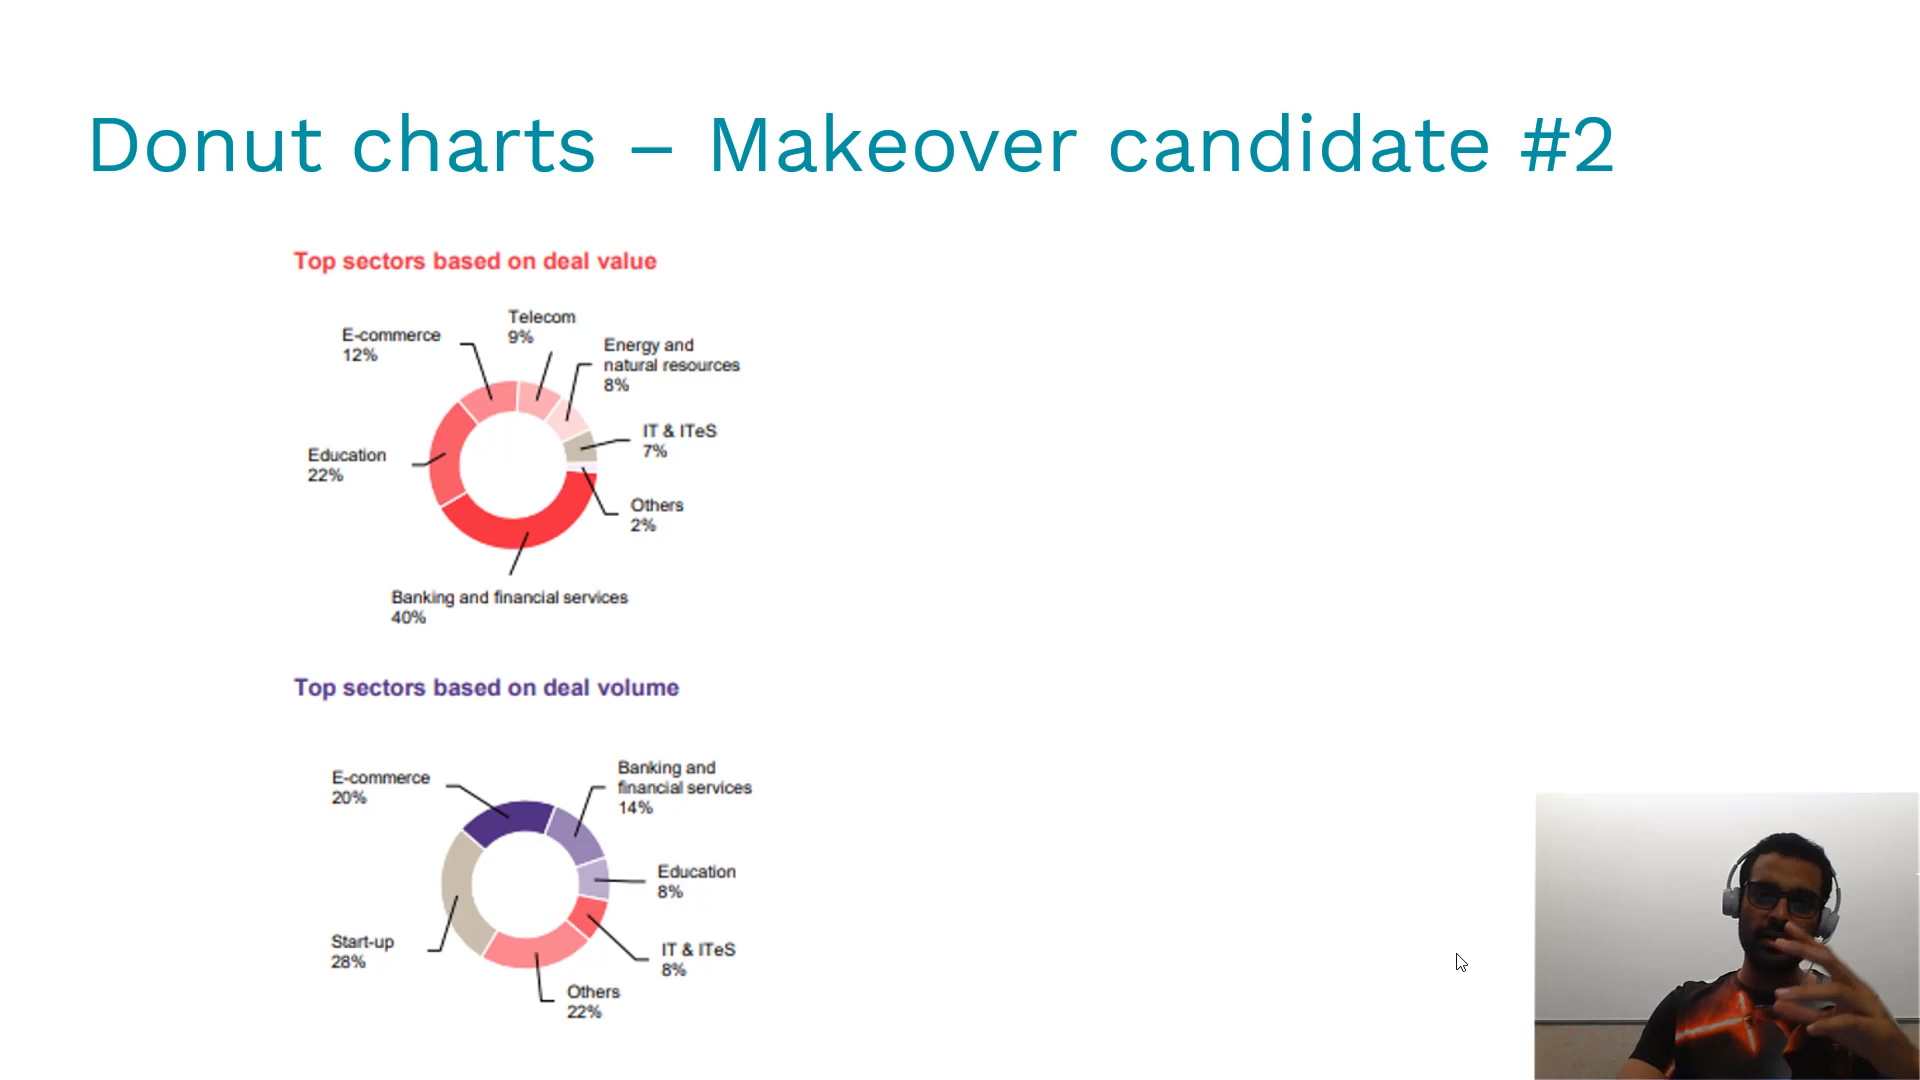 Donut charts – Makeover candidate #2
Top sectors based on deal value
Telecom
9%
E-commerce
12%
Energy and
natural resources
8%
IT & ITeS
7%
Education
22%
Others
2%
Banking and financial services
40%
Top sectors based on deal volume
E-commerce
20%
Banking and
financial services
14%
Education
8%
Start-up
28%
IT & ITeS
8%
Others
22%